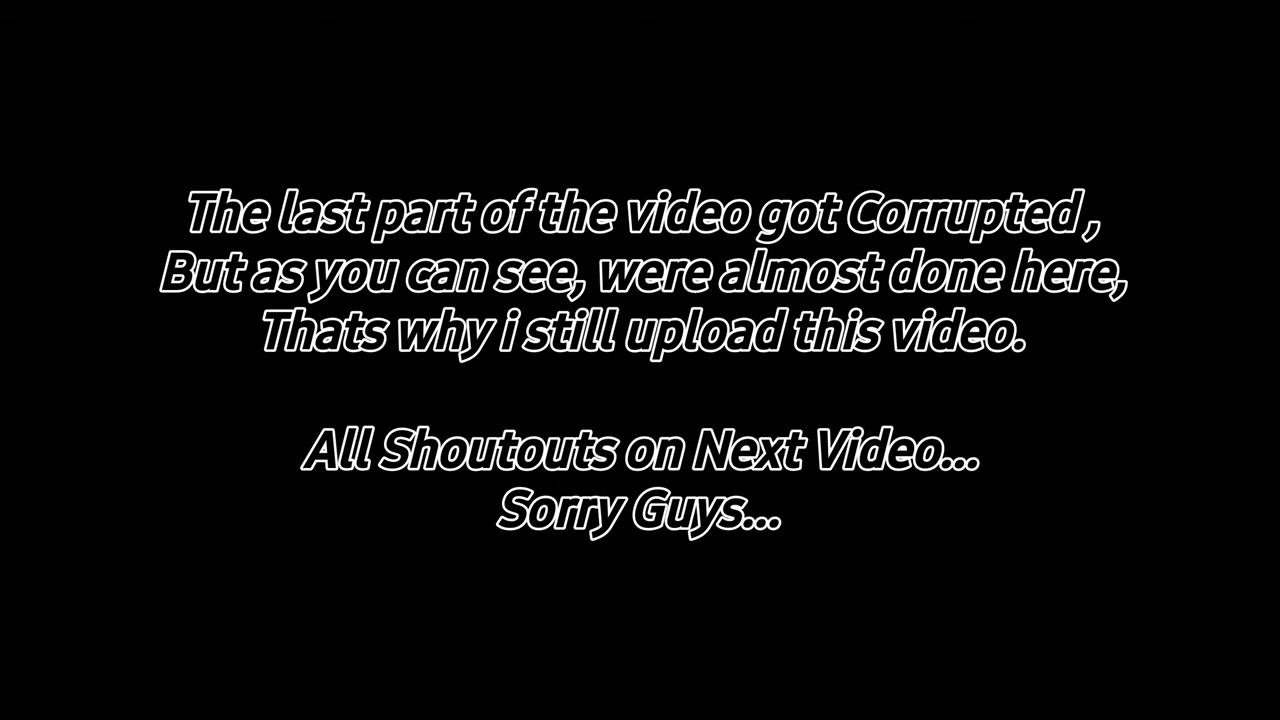 The last part of the video got Corrupted ,
But as you can see, were almost done here,
Thats why i still upload this video.
All Shoutouts on Next Video...
Sorry Guys...